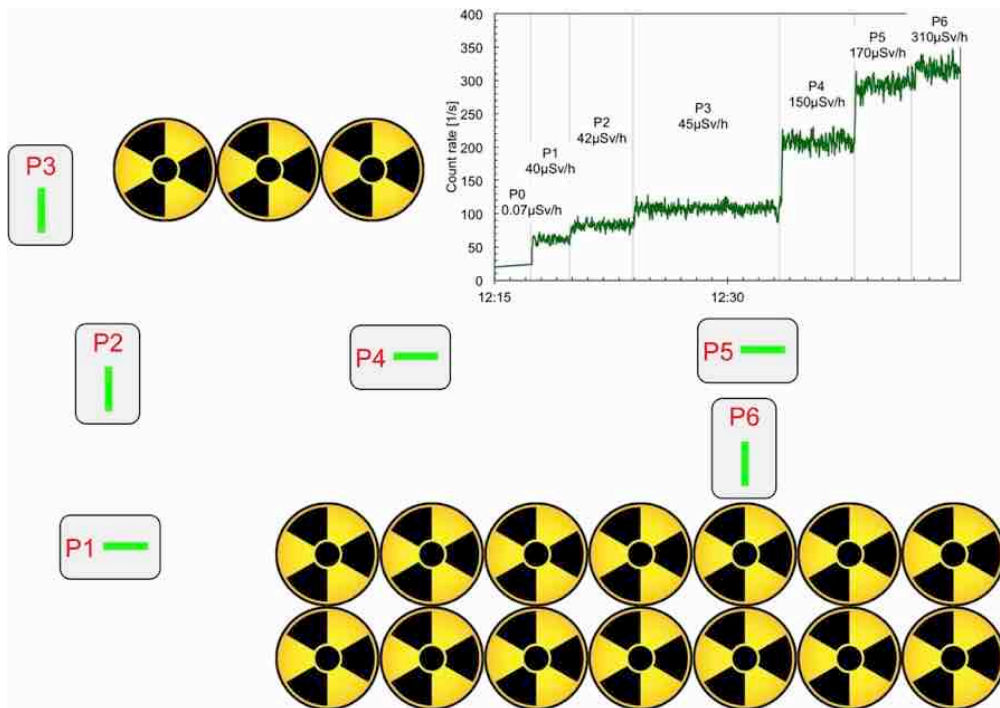 400
350
300
250
200
150
100
50
0
Count rate [1/s]
12:15
12:30
P0
0.07µSv/h
P1
40µSv/h
P2
42µSv/h
P3
45µSv/h
P4
150µSv/h
P5
170µSv/h
P6
310µSv/h
P3
P2
P4
P5
P6
P1